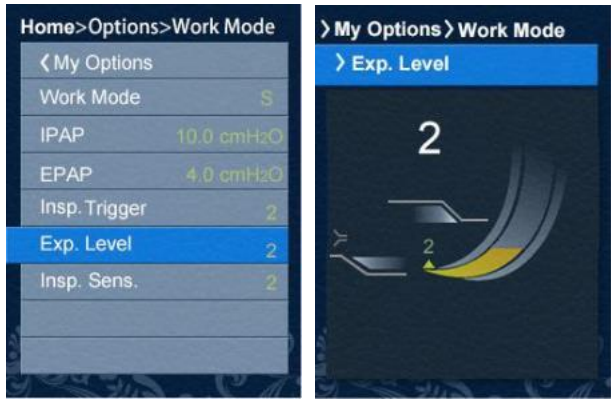 Home>Options>Work Mode
<My Options
Work Mode S
IPAP 10.0 cmH2O
EPAP 4.0 cmH2O
Insp. Trigger 2
Exp. Level 2
Insp. Sens. 2
>My Options>Work Mode
>Exp. Level
2
2